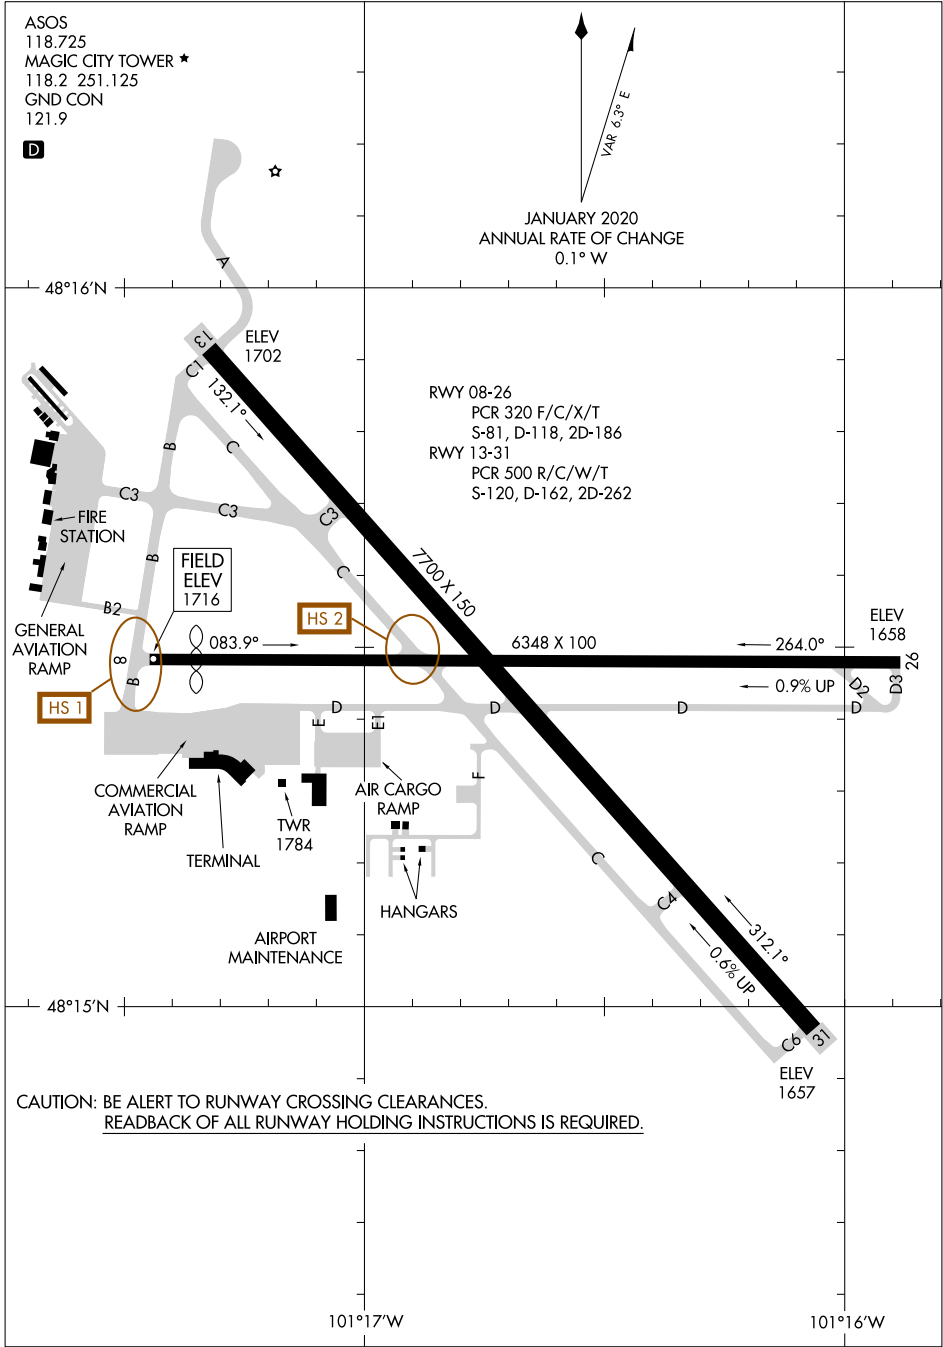 ASOS
118.725
MAGIC CITY TOWER
118.2 251.125
GND CON
121.9
D
VAR 6.3° E
JANUARY 2020
ANNUAL RATE OF CHANGE
0.1° W
48°16'N
A
13
ELEV
1702
C1
132.1°
RWY 08-26
PCR 320 F/C/X/T
S-81, D-118, 2D-186
RWY 13-31
PCR 500 R/C/W/T
S-120, D-162, 2D-262
B
C
C3
C3
C3
FIRE
STATION
B
C
7700 X 150
FIELD
ELEV
1716
B2
HS 2
GENERAL
AVIATION
RAMP
8
083.9°
6348 X 100
264.0°
ELEV
1658
26
B
HS 1
0.9% UP
D2
D3
D
D
D
D
E
E1
F
COMMERCIAL
AVIATION
RAMP
TWR
1784
AIR CARGO
RAMP
TERMINAL
C
HANGARS
C4
AIRPORT
MAINTENANCE
312.1°
0.6% UP
48°15'N
C6
31
ELEV
1657
CAUTION: BE ALERT TO RUNWAY CROSSING CLEARANCES.
READBACK OF ALL RUNWAY HOLDING INSTRUCTIONS IS REQUIRED.
101°17'W
101°16'W